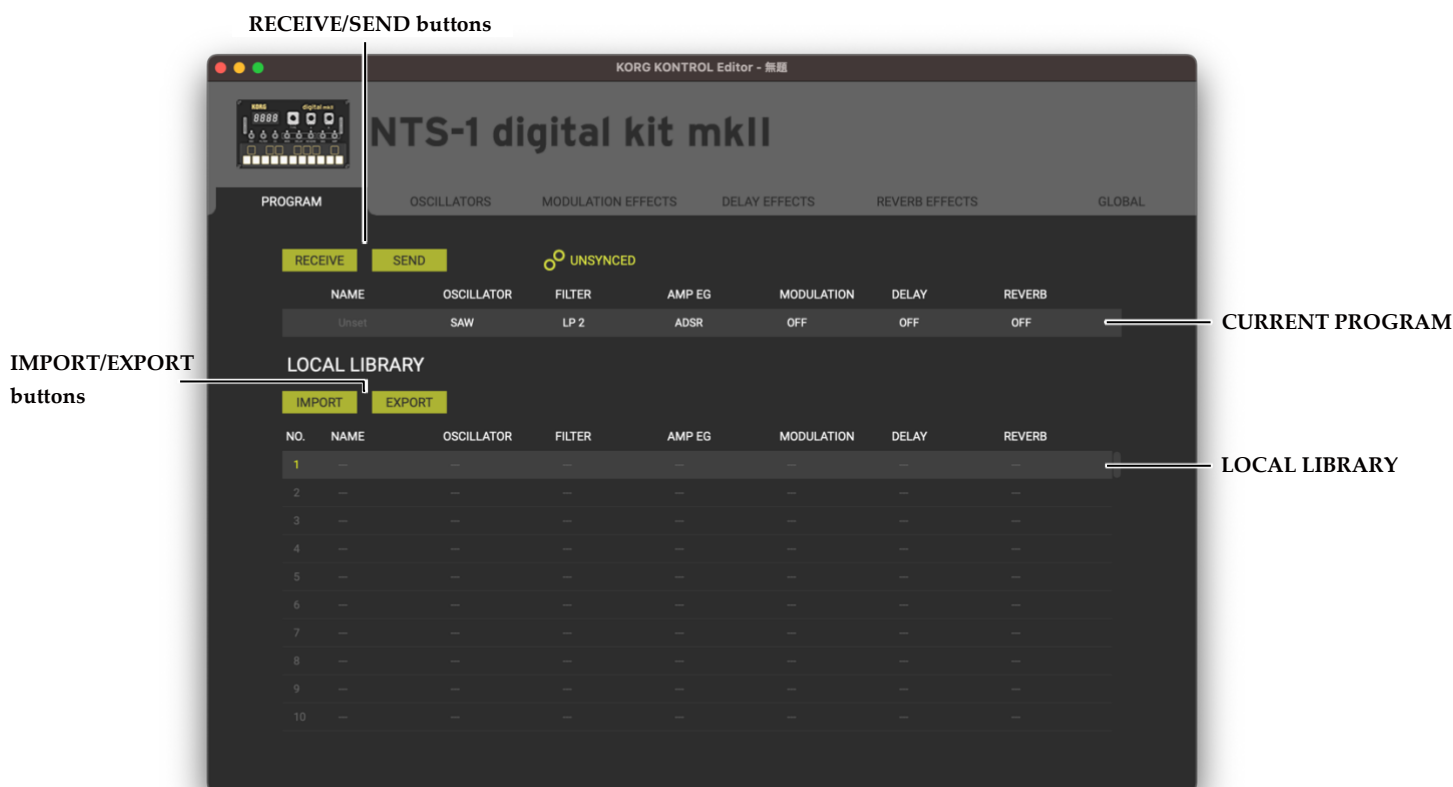 RECEIVE/SEND buttons
KORG KONTROL Editor - 無題
KORG digital
8888
NTS-1 digital kit mkII
PROGRAM OSCILLATORS MODULATION EFFECTS DELAY EFFECTS REVERB EFFECTS GLOBAL
RECEIVE SEND UNSYNCED
NAME OSCILLATOR FILTER AMP EG MODULATION DELAY REVERB
Unset SAW LP 2 ADSR OFF OFF OFF
CURRENT PROGRAM
IMPORT/EXPORT
buttons
LOCAL LIBRARY
IMPORT EXPORT
NO. NAME OSCILLATOR FILTER AMP EG MODULATION DELAY REVERB
1 — — — — — — —
LOCAL LIBRARY
2 — — — — — — —
3 — — — — — — —
4 — — — — — — —
5 — — — — — — —
6 — — — — — — —
7 — — — — — — —
8 — — — — — — —
9 — — — — — — —
10 — — — — — — —